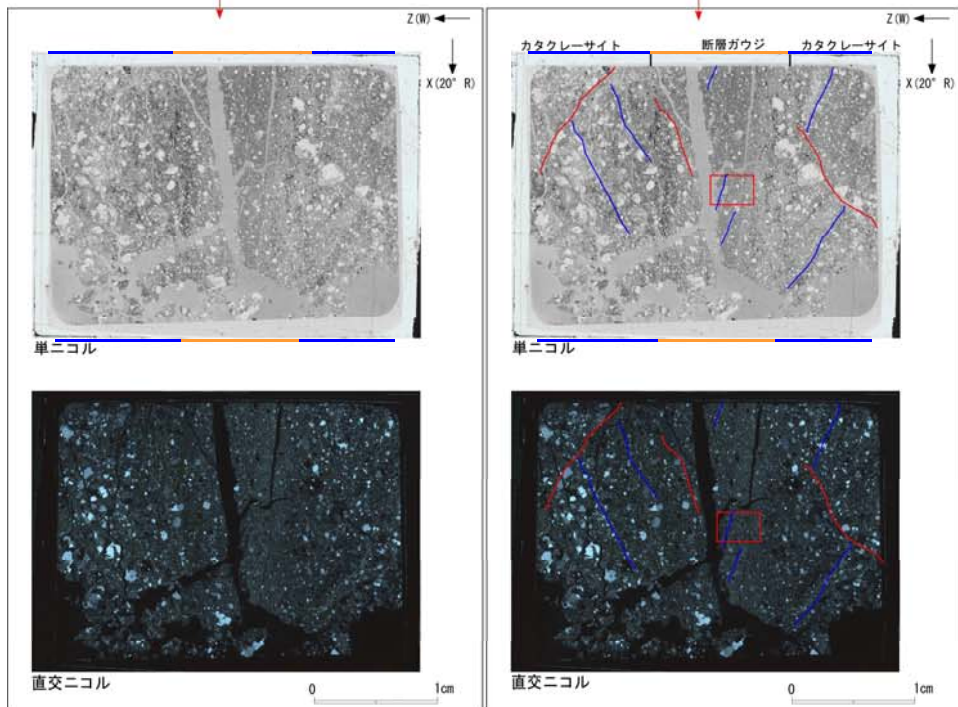 Z(W)
X(20° R)
単ニコル
直交ニコル
0 1cm
Z(W)
カタクレーサイト 断層ガウジ カタクレーサイト
X(20° R)
単ニコル
直交ニコル
0 1cm